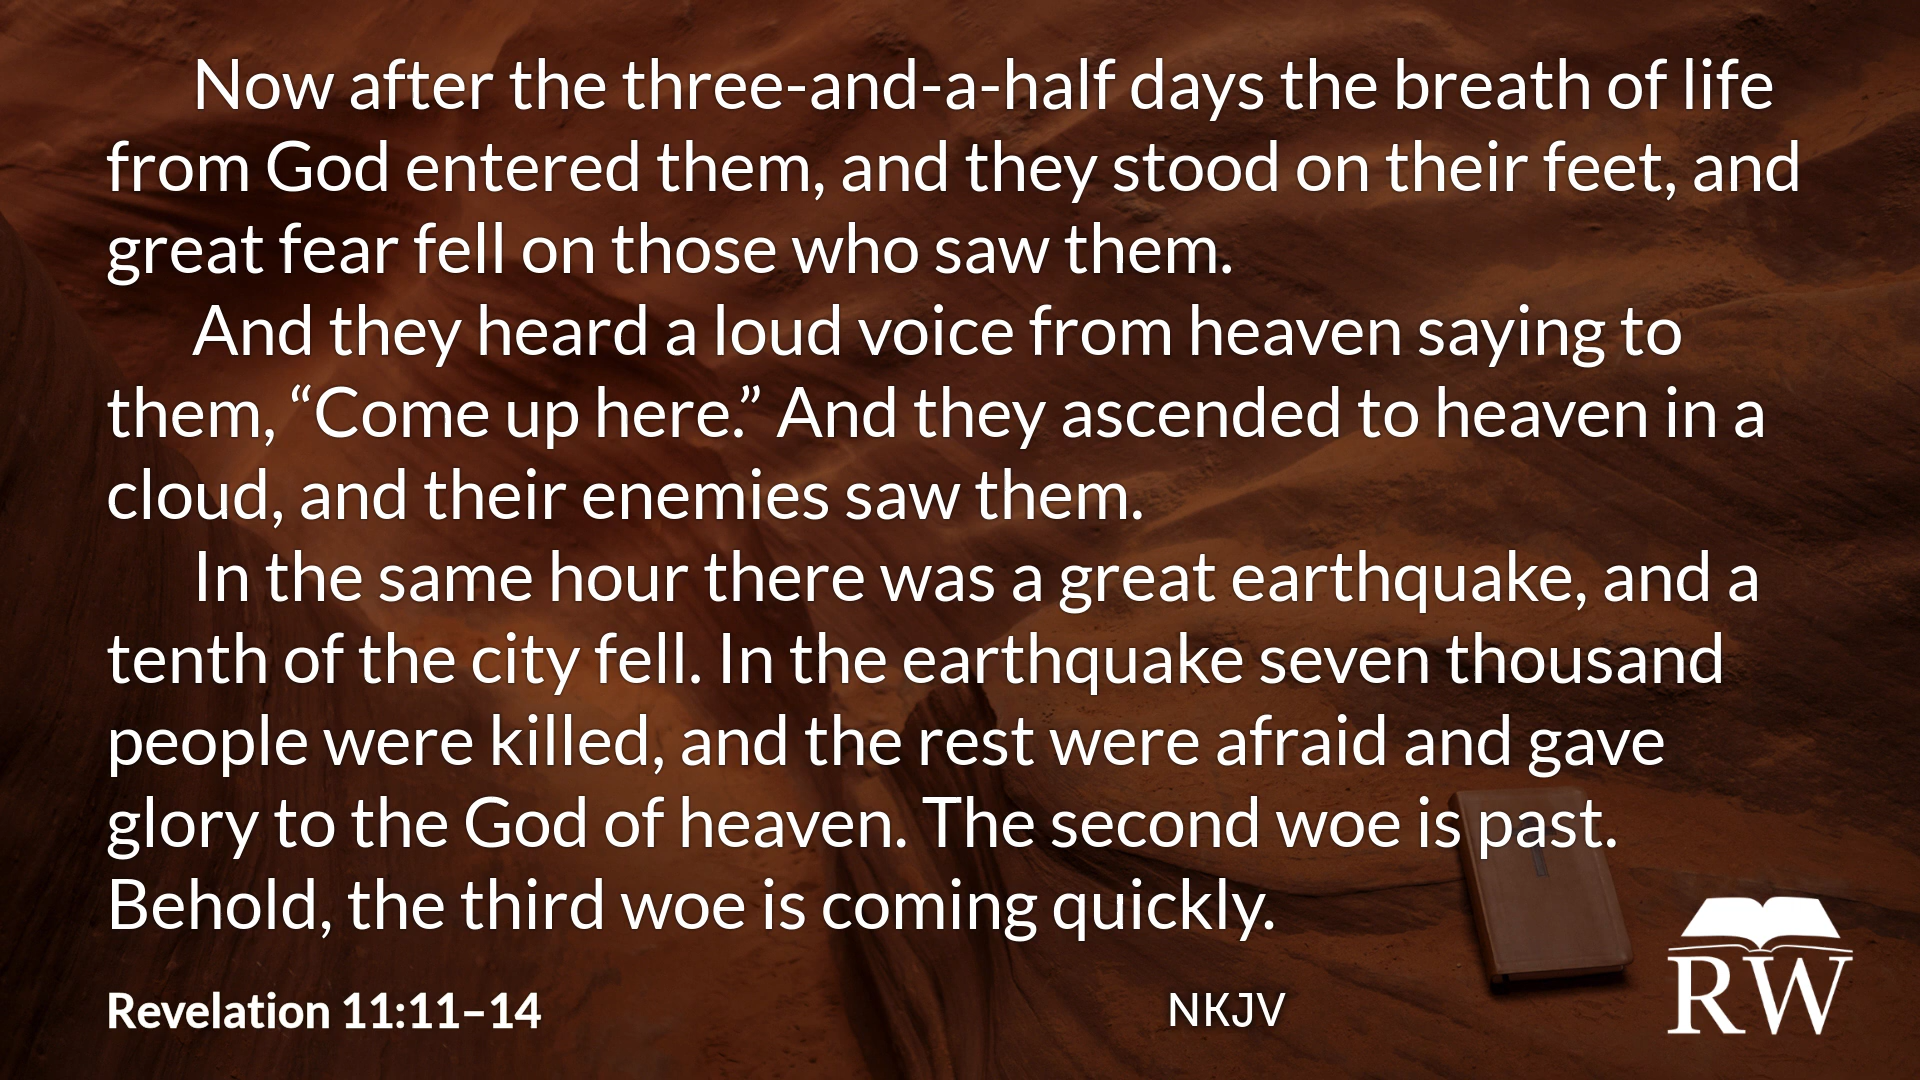 Now after the three-and-a-half days the breath of life
from God entered them, and they stood on their feet, and
great fear fell on those who saw them.
And they heard a loud voice from heaven saying to
them, “Come up here.” And they ascended to heaven in a
cloud, and their enemies saw them.
In the same hour there was a great earthquake, and a
tenth of the city fell. In the earthquake seven thousand
people were killed, and the rest were afraid and gave
glory to the God of heaven. The second woe is past.
Behold, the third woe is coming quickly.
Revelation 11:11–14 NKJV
RW